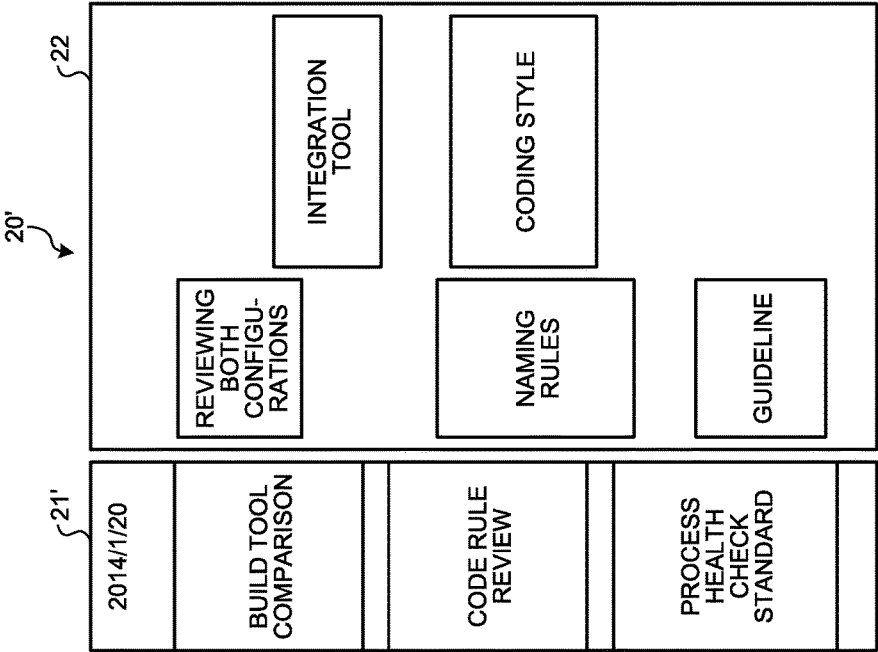 20'
21'
22
2014/1/20
BUILD TOOL
COMPARISON
CODE RULE
REVIEW
PROCESS
HEALTH
CHECK
STANDARD
REVIEWING
BOTH
CONFIGU-
RATIONS
INTEGRATION
TOOL
NAMING
RULES
CODING STYLE
GUIDELINE